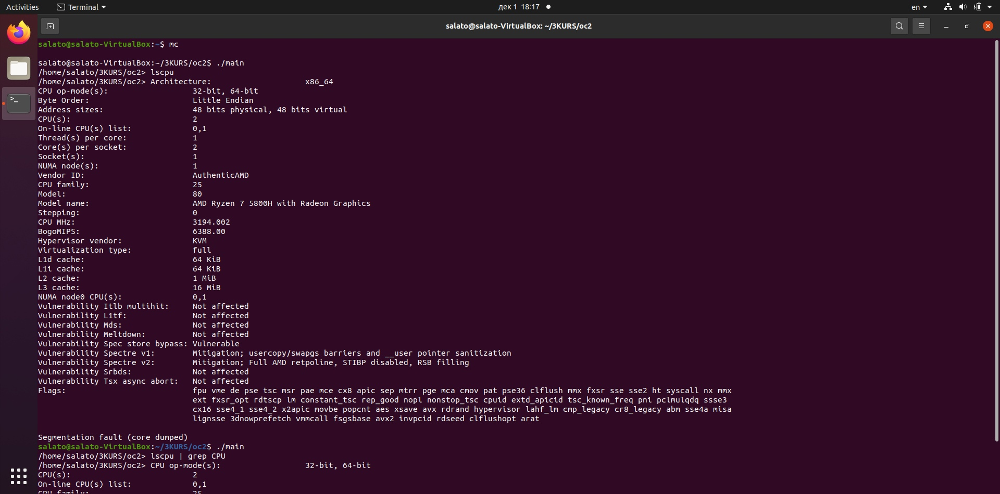 Activities
Terminal
дек 1 18:17
en
salato@salato-VirtualBox: ~/3KURS/oc2
salato@salato-VirtualBox:~$ mc
salato@salato-VirtualBox:~/3KURS/oc2$ ./main
/home/salato/3KURS/oc2> lscpu
/home/salato/3KURS/oc2> Architecture: x86_64
CPU op-mode(s): 32-bit, 64-bit
Byte Order: Little Endian
Address sizes: 48 bits physical, 48 bits virtual
CPU(s): 2
On-line CPU(s) list: 0,1
Thread(s) per core: 1
Core(s) per socket: 2
Socket(s): 1
NUMA node(s): 1
Vendor ID: AuthenticAMD
CPU family: 25
Model: 80
Model name: AMD Ryzen 7 5800H with Radeon Graphics
Stepping: 0
CPU MHz: 3194.002
BogoMIPS: 6388.00
Hypervisor vendor: KVM
Virtualization type: full
L1d cache: 64 KiB
L1i cache: 64 KiB
L2 cache: 1 MiB
L3 cache: 16 MiB
NUMA node0 CPU(s): 0,1
Vulnerability Itlb multihit: Not affected
Vulnerability L1tf: Not affected
Vulnerability Mds: Not affected
Vulnerability Meltdown: Not affected
Vulnerability Spec store bypass: Vulnerable
Vulnerability Spectre v1: Mitigation; usercopy/swapgs barriers and __user pointer sanitization
Vulnerability Spectre v2: Mitigation; Full AMD retpoline, STIBP disabled, RSB filling
Vulnerability Srbds: Not affected
Vulnerability Tsx async abort: Not affected
Flags: fpu vme de pse tsc msr pae mce cx8 apic sep mtrr pge mca cmov pat pse36 clflush mmx fxsr sse sse2 ht syscall nx mmx
ext fxsr_opt rdtscp lm constant_tsc rep_good nopl nonstop_tsc cpuid extd_apicid tsc_known_freq pni pclmulqdq ssse3
cx16 sse4_1 sse4_2 x2apic movbe popcnt aes xsave avx rdrand hypervisor lahf_lm cmp_legacy cr8_legacy abm sse4a misa
lignsse 3dnowprefetch vmmcall fsgsbase avx2 invpcid rdseed clflushopt arat
Segmentation fault (core dumped)
salato@salato-VirtualBox:~/3KURS/oc2$ ./main
/home/salato/3KURS/oc2> lscpu | grep CPU
/home/salato/3KURS/oc2> CPU op-mode(s): 32-bit, 64-bit
CPU(s): 2
On-line CPU(s) list: 0,1
CPU family: 25